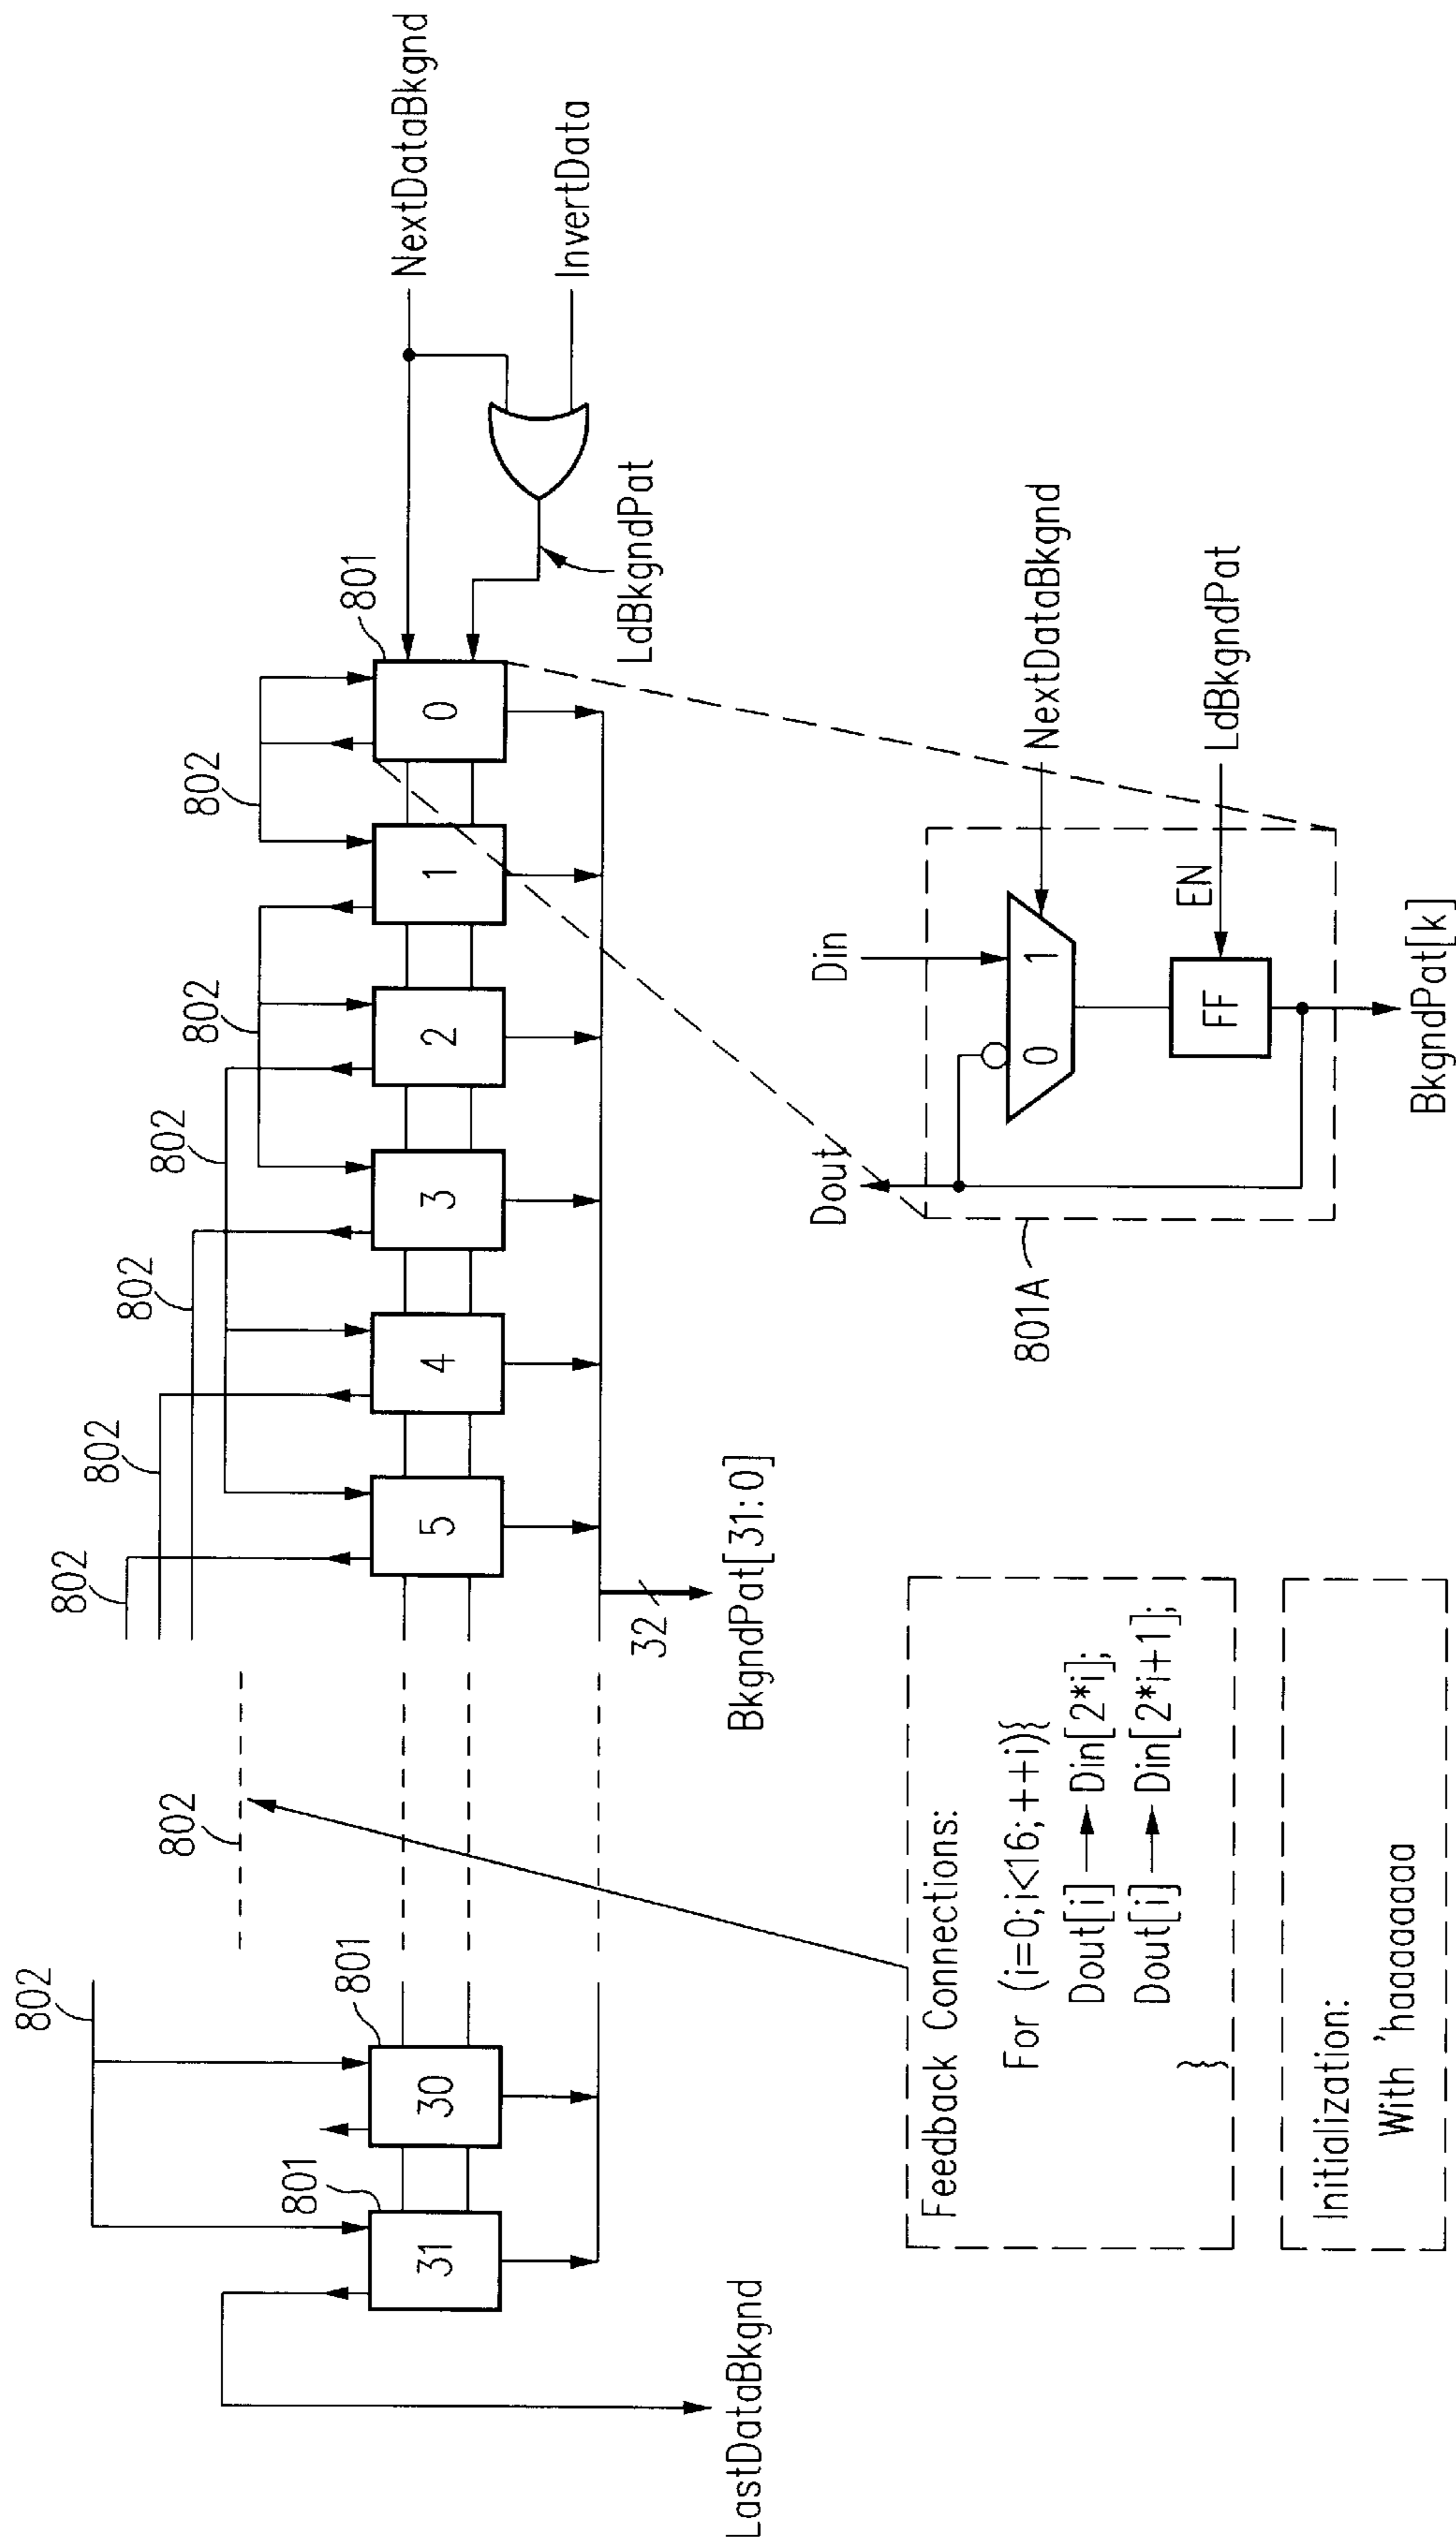 NextDataBkgnd
InvertData
LdBkgndPat
802
802
802
802
802
802
802
802
801
801
801
31
30
5
4
3
2
1
0
LastDataBkgnd
32
BkgndPat[31:0]
Dout
Din
0
1
NextDataBkgnd
EN
LdBkgndPat
FF
801A
BkgndPat[k]
Feedback Connections:
For (i=0;i<16;++i){
Dout[i] → Din[2*i];
Dout[i] → Din[2*i+1];
}
Initialization:
With 'haaaaaaaa